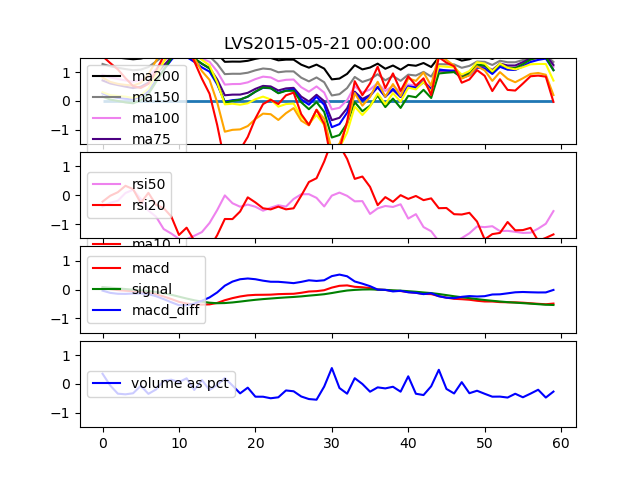 LVS2015-05-21 00:00:00
1
0
−1
ma200
ma150
ma100
ma75
1
0
−1
rsi50
rsi20
ma10
1
0
−1
macd
signal
macd_diff
1
0
−1
volume as pct
0 10 20 30 40 50 60